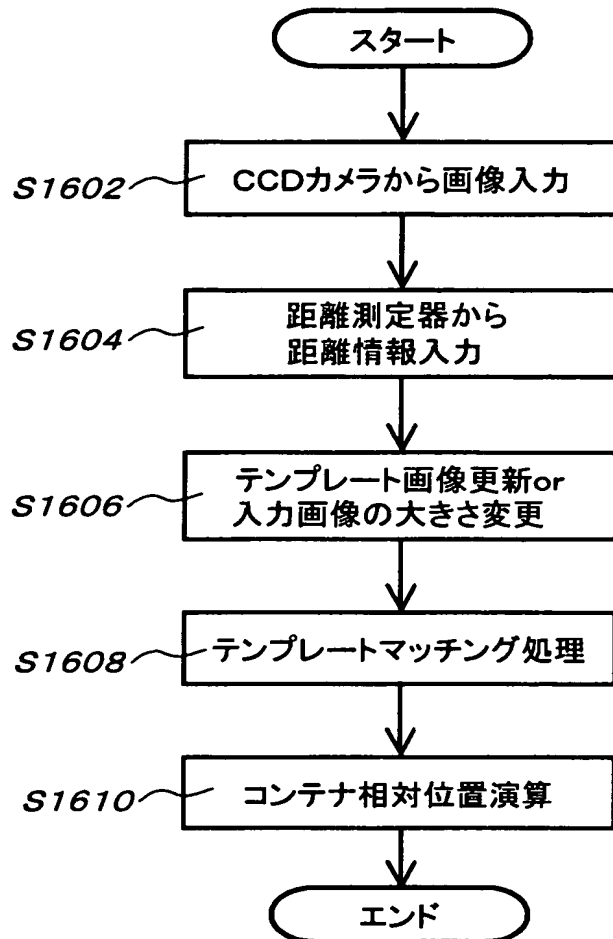 スタート
S1602
CCDカメラから画像入力
S1604
距離測定器から
距離情報入力
S1606
テンプレート画像更新or
入力画像の大きさ変更
S1608
テンプレートマッチング処理
S1610
コンテナ相対位置演算
エンド